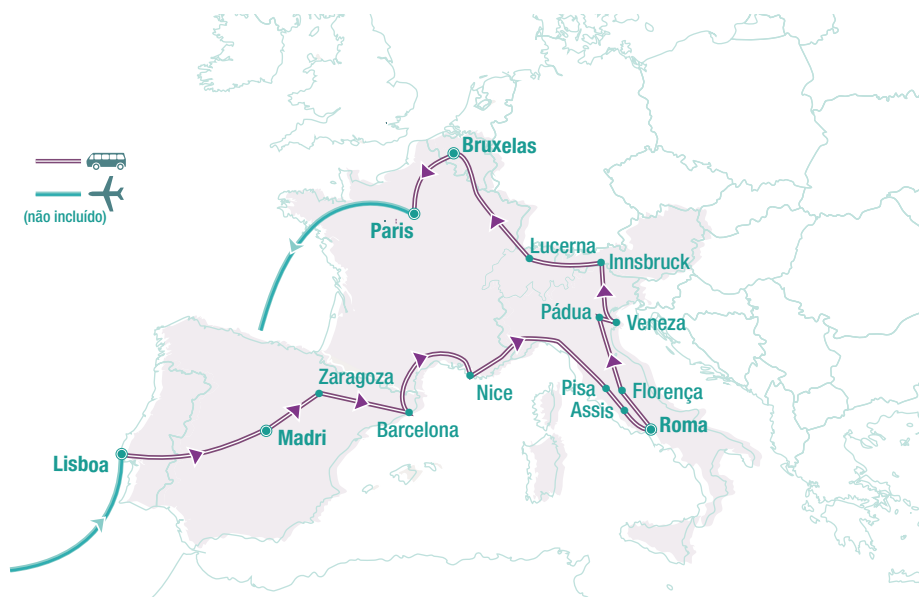 Bruxelas
(não incluído)
Paris
Lucerna
Innsbruck
Pádua
Veneza
Zaragoza
Nice
Pisa
Florença
Assis
Barcelona
Roma
Madri
Lisboa